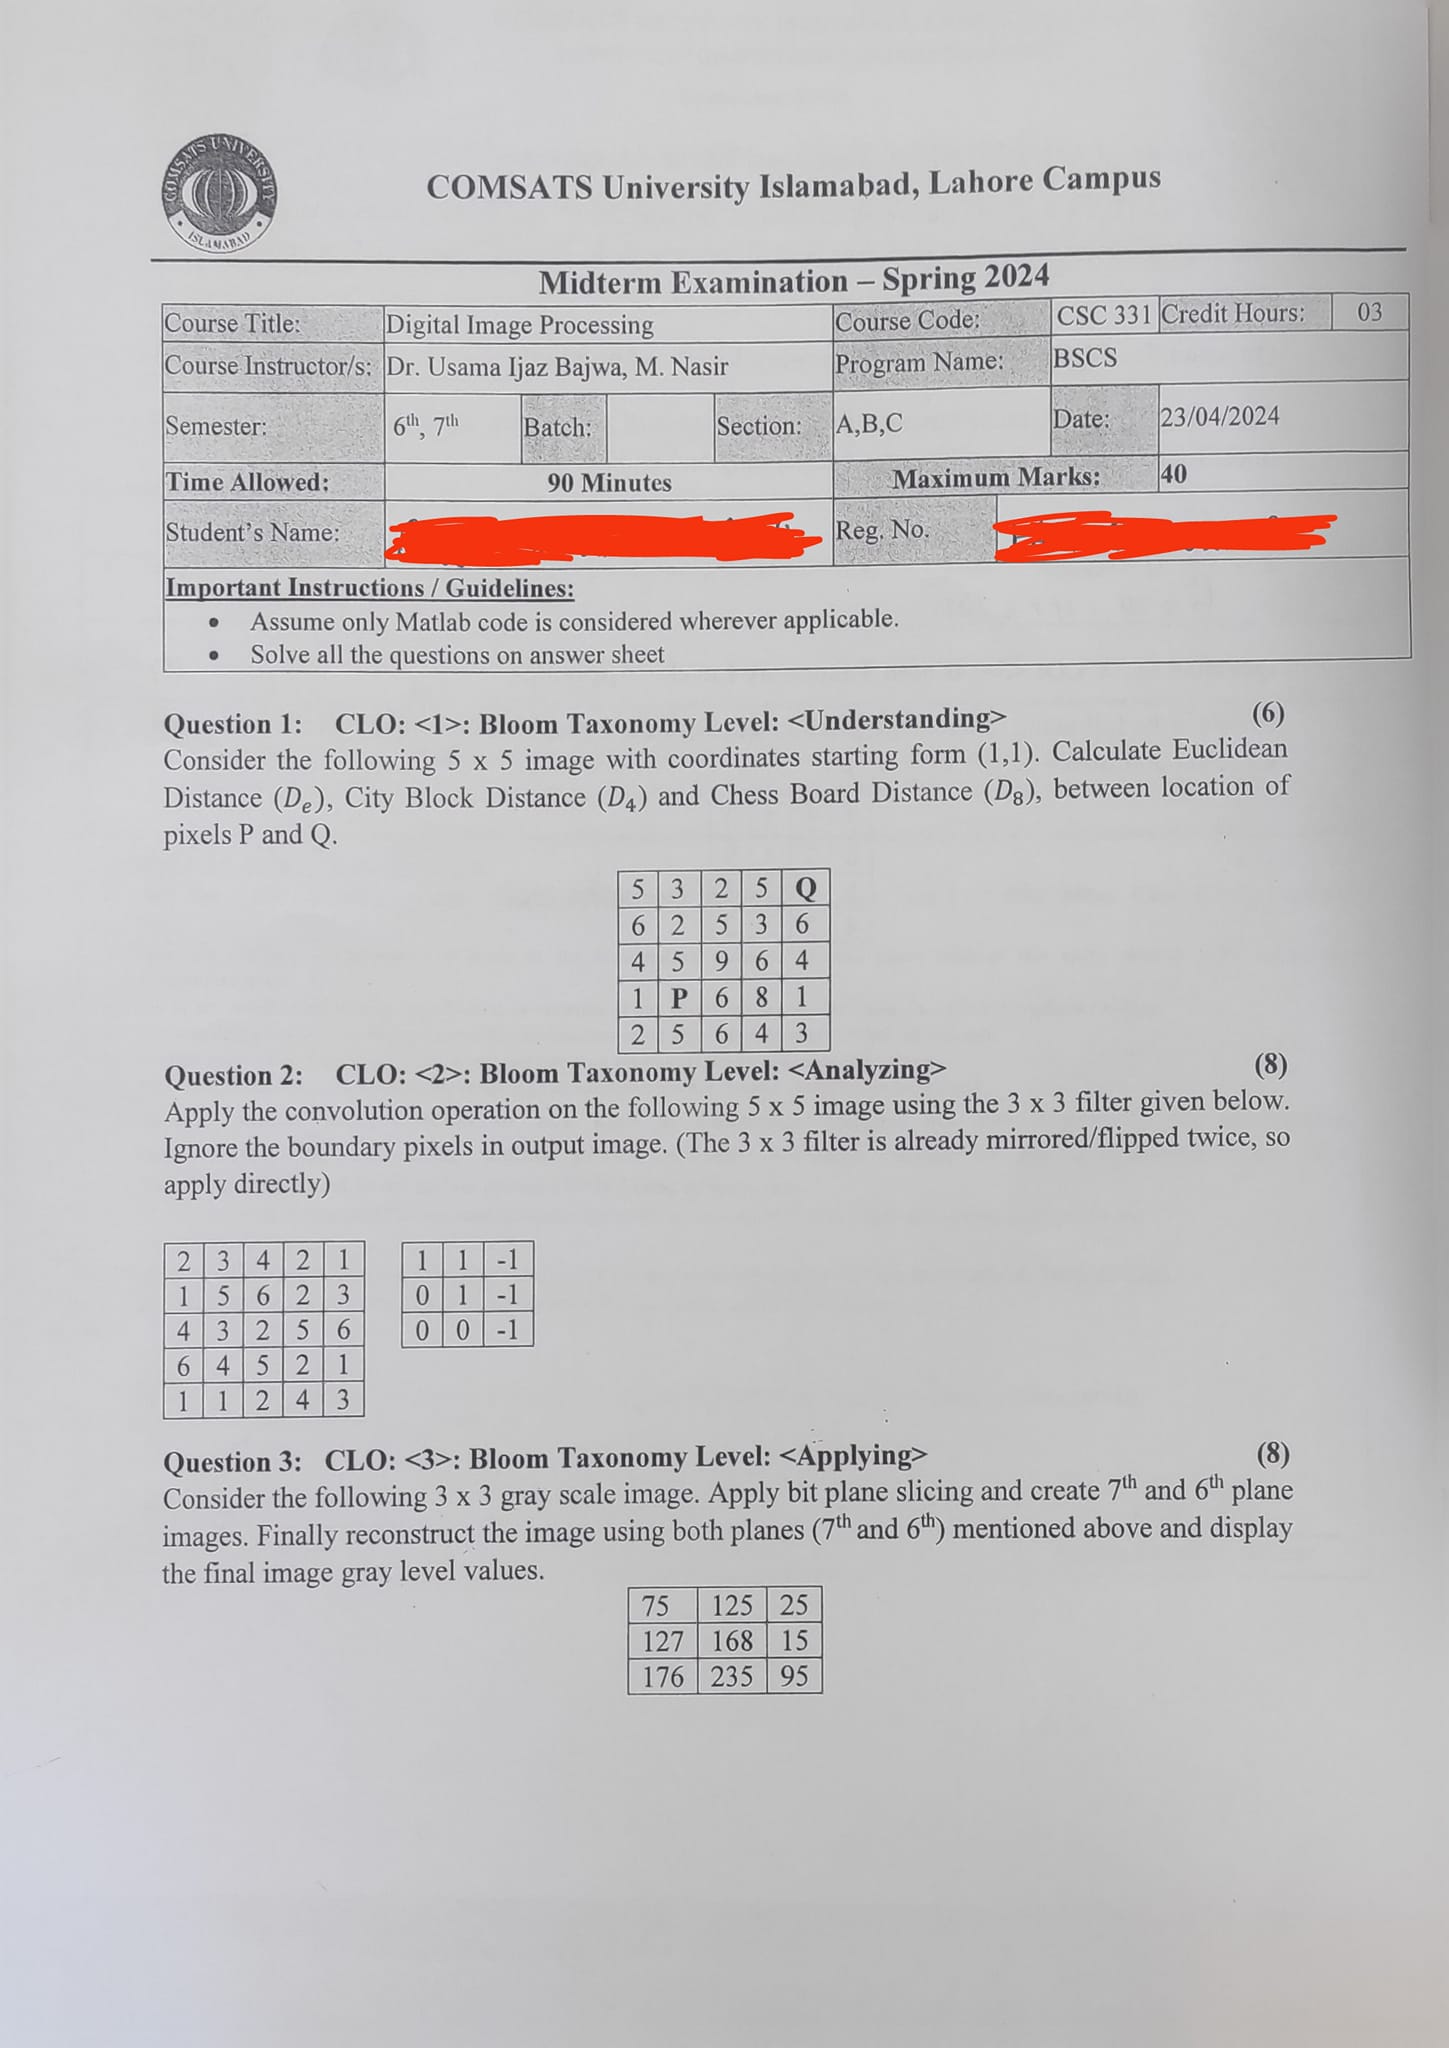 COMSATS UNIVERSITY
ISLAMABAD
COMSATS University Islamabad, Lahore Campus
Midterm Examination – Spring 2024
Course Title: Digital Image Processing Course Code: CSC 331 Credit Hours: 03
Course Instructor/s: Dr. Usama Ijaz Bajwa, M. Nasir Program Name: BSCS
Semester: 6th, 7th Batch: Section: A,B,C Date: 23/04/2024
Time Allowed: 90 Minutes Maximum Marks: 40
Student's Name: Reg. No.
Important Instructions / Guidelines:
• Assume only Matlab code is considered wherever applicable.
• Solve all the questions on answer sheet
Question 1: CLO: <1>: Bloom Taxonomy Level: <Understanding> (6)
Consider the following 5 x 5 image with coordinates starting form (1,1). Calculate Euclidean
Distance (De), City Block Distance (D4) and Chess Board Distance (D8), between location of
pixels P and Q.
5 3 2 5 Q
6 2 5 3 6
4 5 9 6 4
1 P 6 8 1
2 5 6 4 3
Question 2: CLO: <2>: Bloom Taxonomy Level: <Analyzing> (8)
Apply the convolution operation on the following 5 x 5 image using the 3 x 3 filter given below.
Ignore the boundary pixels in output image. (The 3 x 3 filter is already mirrored/flipped twice, so
apply directly)
2 3 4 2 1
1 5 6 2 3
4 3 2 5 6
6 4 5 2 1
1 1 2 4 3
1 1 -1
0 1 -1
0 0 -1
Question 3: CLO: <3>: Bloom Taxonomy Level: <Applying> (8)
Consider the following 3 x 3 gray scale image. Apply bit plane slicing and create 7th and 6th plane
images. Finally reconstruct the image using both planes (7th and 6th) mentioned above and display
the final image gray level values.
75 125 25
127 168 15
176 235 95